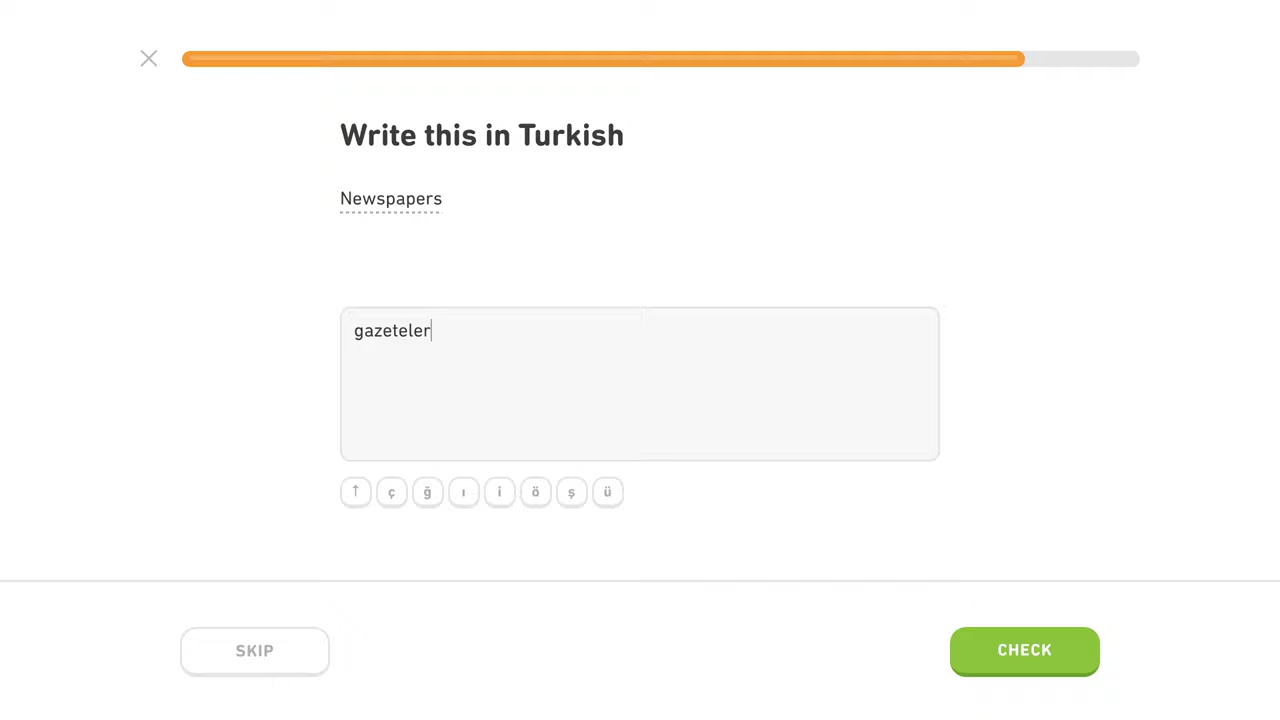 Write this in Turkish
Newspapers
gazeteler
↑ ç ğ ı i ö ş ü
SKIP
CHECK